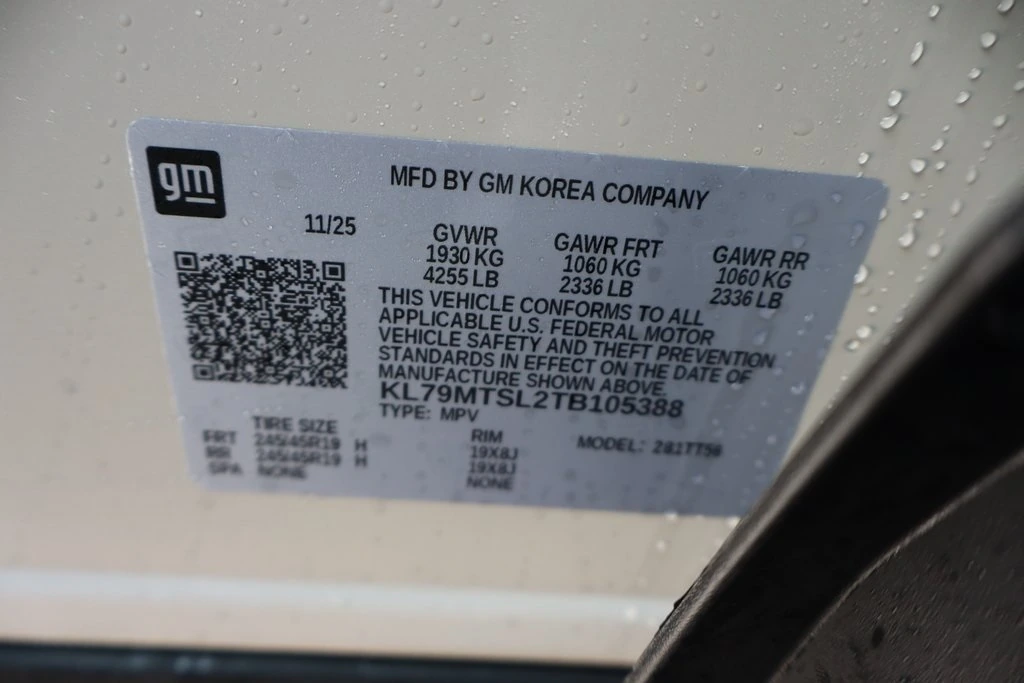 gm
MFD BY GM KOREA COMPANY
11/25
GVWR GAWR FRT GAWR RR
1930 KG 1060 KG 1060 KG
4255 LB 2336 LB 2336 LB
THIS VEHICLE CONFORMS TO ALL
APPLICABLE U.S. FEDERAL MOTOR
VEHICLE SAFETY AND THEFT PREVENTION
STANDARDS IN EFFECT ON THE DATE OF
MANUFACTURE SHOWN ABOVE.
KL79MTSL2TB105388
TYPE: MPV
TIRE SIZE RIM MODEL:
FRT 245/45R19 H 19X8J
RR 245/45R19 H 19X8J
SPA NONE NONE